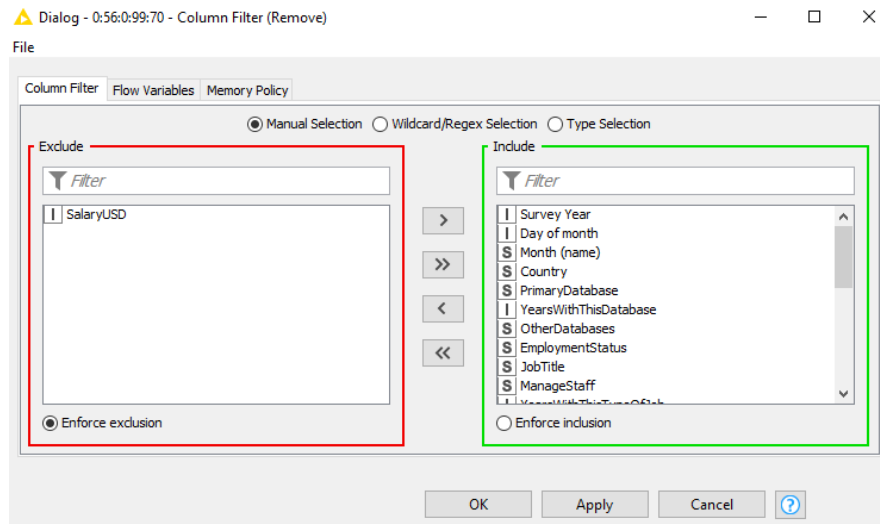 Dialog - 0:56:0:99:70 - Column Filter (Remove)
File
Column Filter Flow Variables Memory Policy
Manual Selection Wildcard/Regex Selection Type Selection
Exclude
Filter
I SalaryUSD
Enforce exclusion
>
>>
<
<<
Include
Filter
I Survey Year
I Day of month
S Month (name)
S Country
S PrimaryDatabase
I YearsWithThisDatabase
S OtherDatabases
S EmploymentStatus
S JobTitle
S ManageStaff
I YearsWithThisTypeOfJob
Enforce inclusion
OK Apply Cancel ?